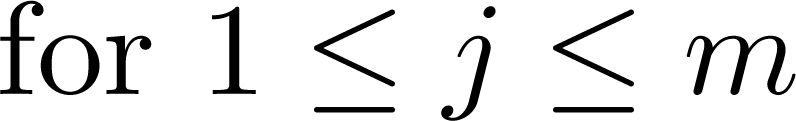 for 1 ≤ j ≤ m